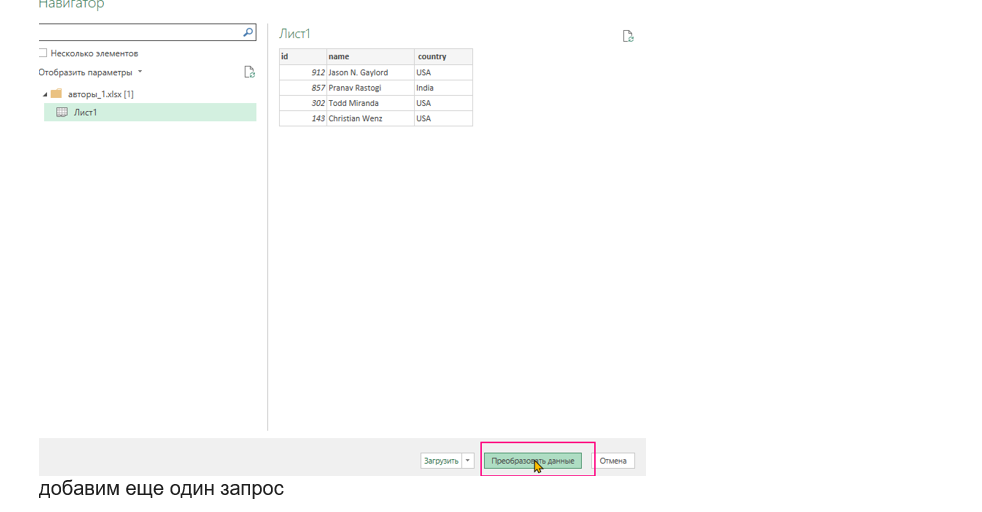 Навигатор
Несколько элементов
Отобразить параметры
авторы_1.xlsx [1]
Лист1
Лист1
id name country
912 Jason N. Gaylord USA
857 Pranav Rastogi India
302 Todd Miranda USA
143 Christian Wenz USA
Загрузить Преобразовать данные Отмена
добавим еще один запрос